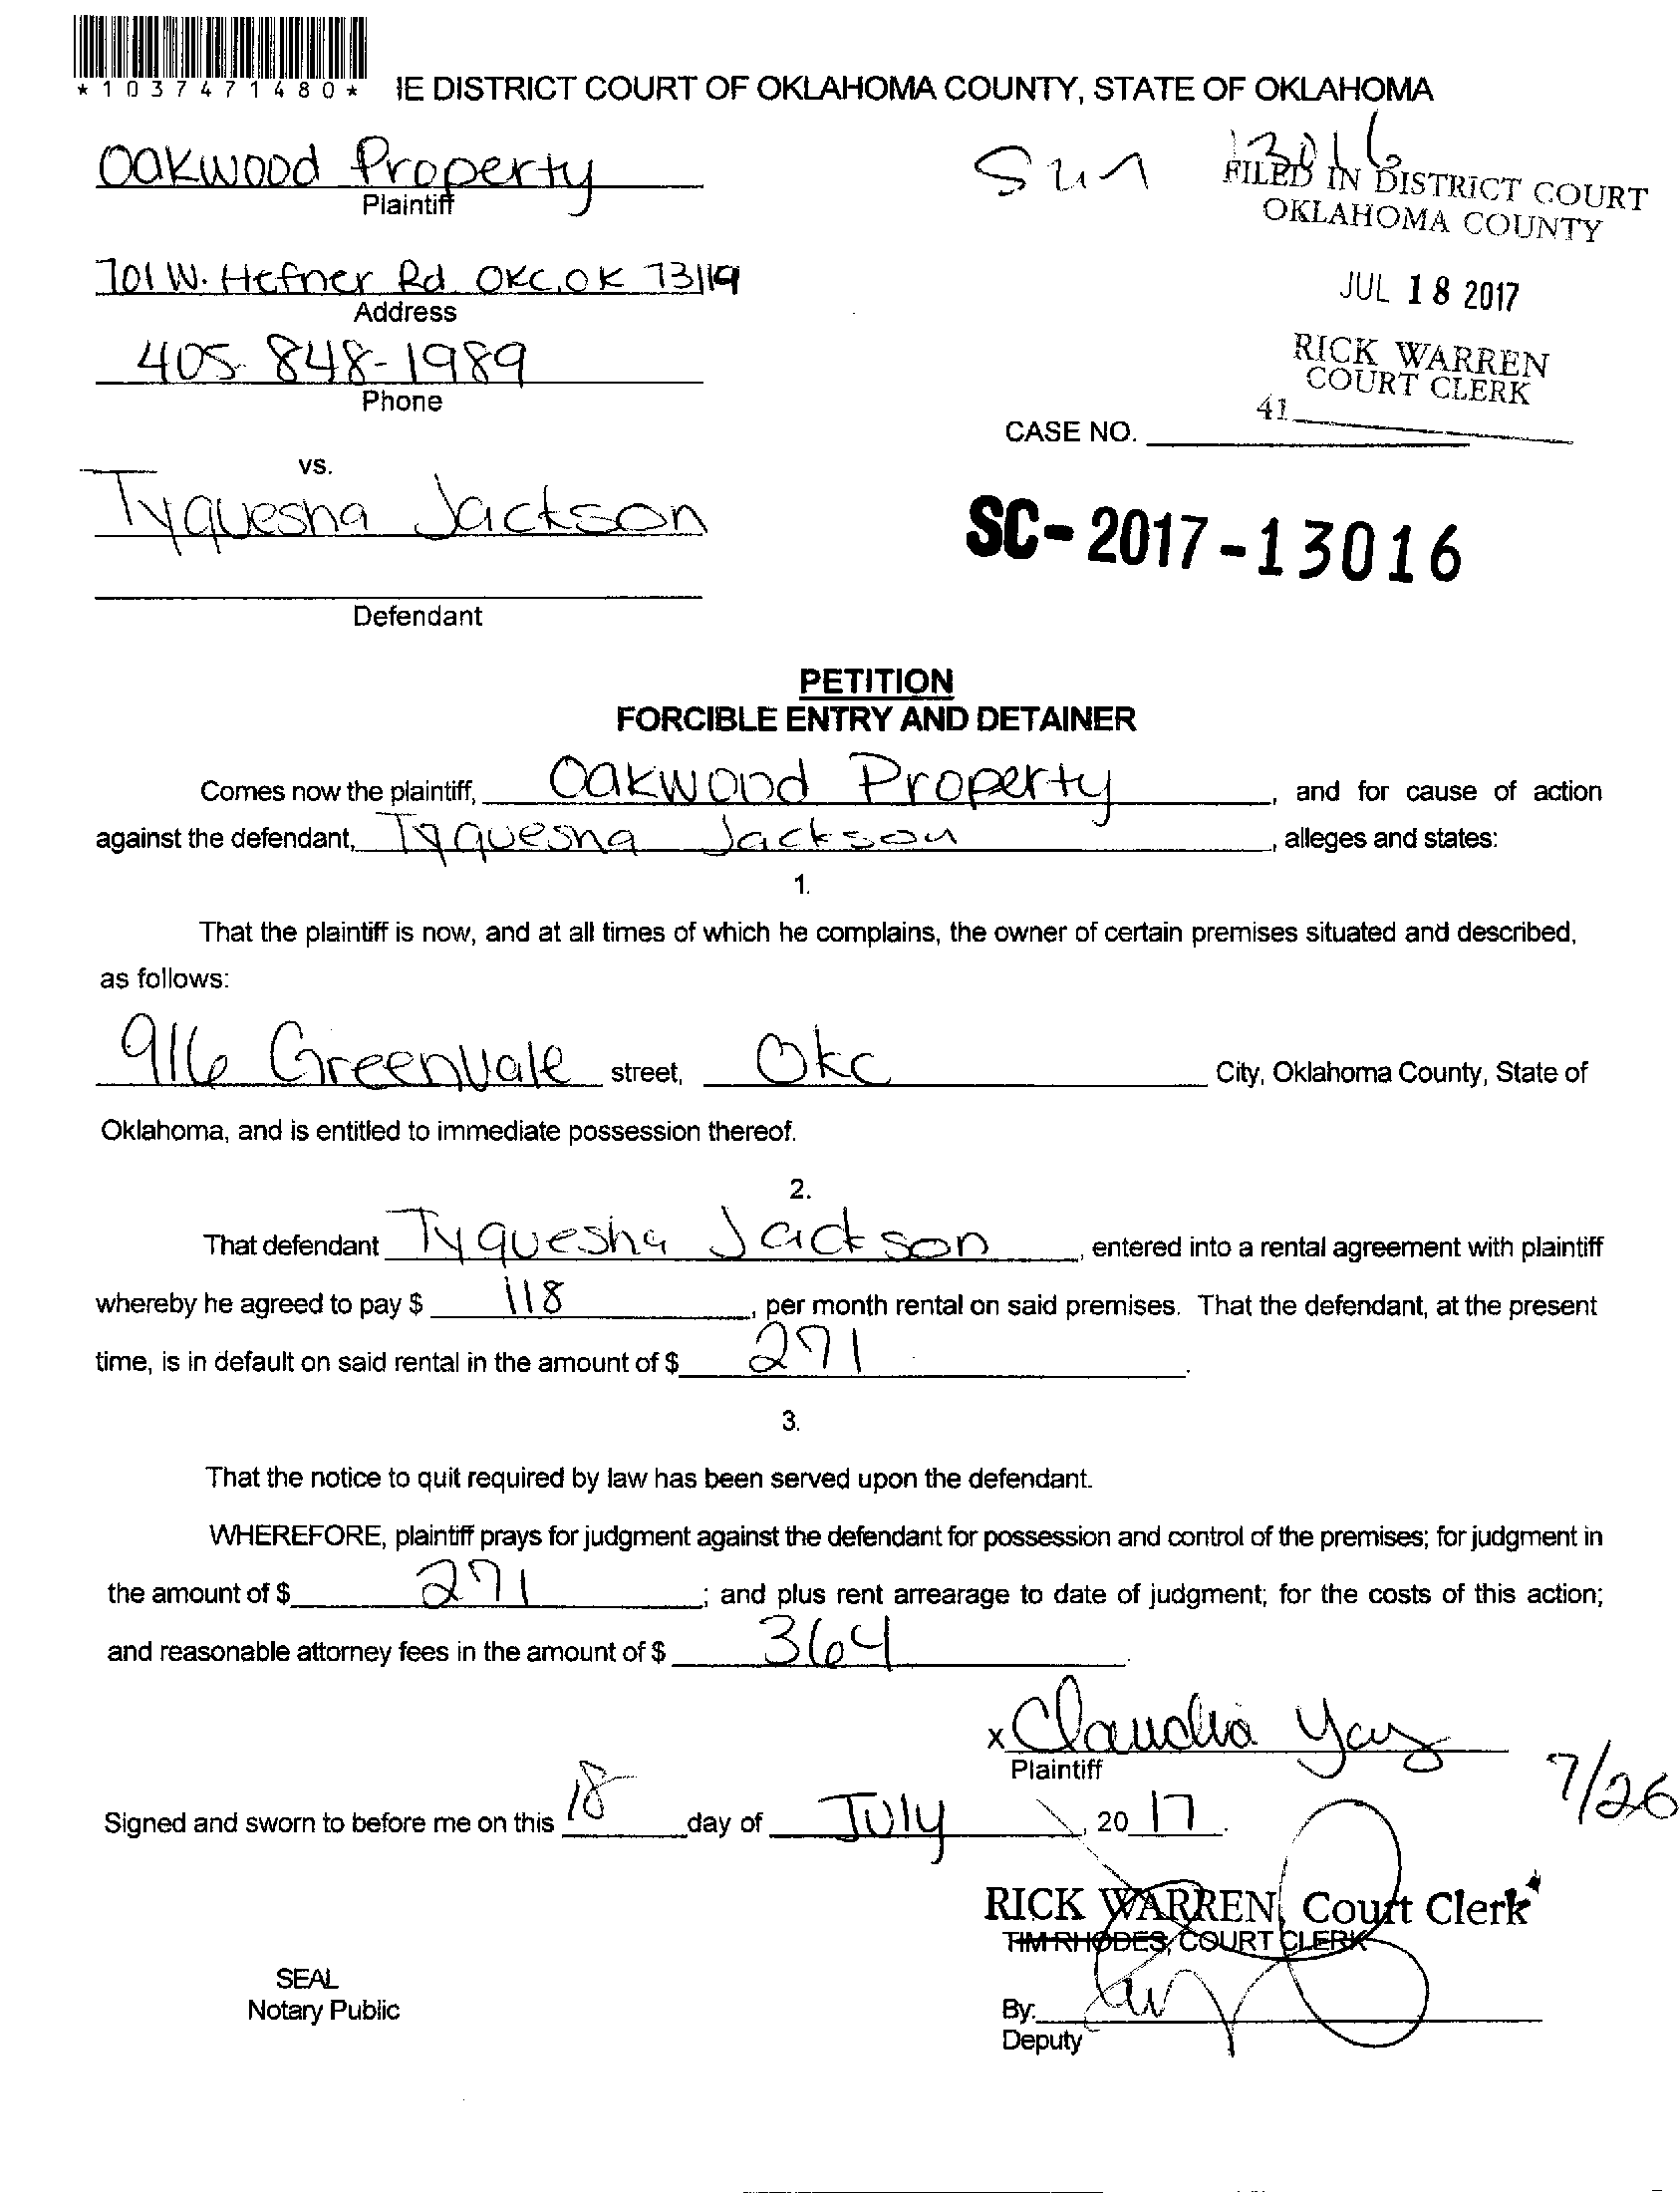 *1037471480*
IE DISTRICT COURT OF OKLAHOMA COUNTY, STATE OF OKLAHOMA
Oakwood Property
Plaintiff
13016
FILED IN DISTRICT COURT
OKLAHOMA COUNTY
701 W. Hefner Rd. OKC, OK 73119
Address
JUL 18 2017
405-848-1989
Phone
RICK WARREN
COURT CLERK
41
CASE NO.
vs.
Tyquesha Jackson
SC-2017-13016
Defendant
PETITION
FORCIBLE ENTRY AND DETAINER
Comes now the plaintiff, Oakwood Property, and for cause of action
against the defendant, Tyquesha Jackson, alleges and states:
1.
That the plaintiff is now, and at all times of which he complains, the owner of certain premises situated and described,
as follows:
916 Greenvale street, Okc City, Oklahoma County, State of
Oklahoma, and is entitled to immediate possession thereof.
2.
That defendant Tyquesha Jackson, entered into a rental agreement with plaintiff
whereby he agreed to pay $ 118, per month rental on said premises. That the defendant, at the present
time, is in default on said rental in the amount of $ 271.
3.
That the notice to quit required by law has been served upon the defendant.
WHEREFORE, plaintiff prays for judgment against the defendant for possession and control of the premises; for judgment in
the amount of $ 271; and plus rent arrearage to date of judgment; for the costs of this action;
and reasonable attorney fees in the amount of $ 364.
x Claudia
Plaintiff
7/26
Signed and sworn to before me on this 18 day of July, 2017.
RICK WARREN, Court Clerk
TIM RHODES, COURT CLERK
SEAL
Notary Public
By:
Deputy